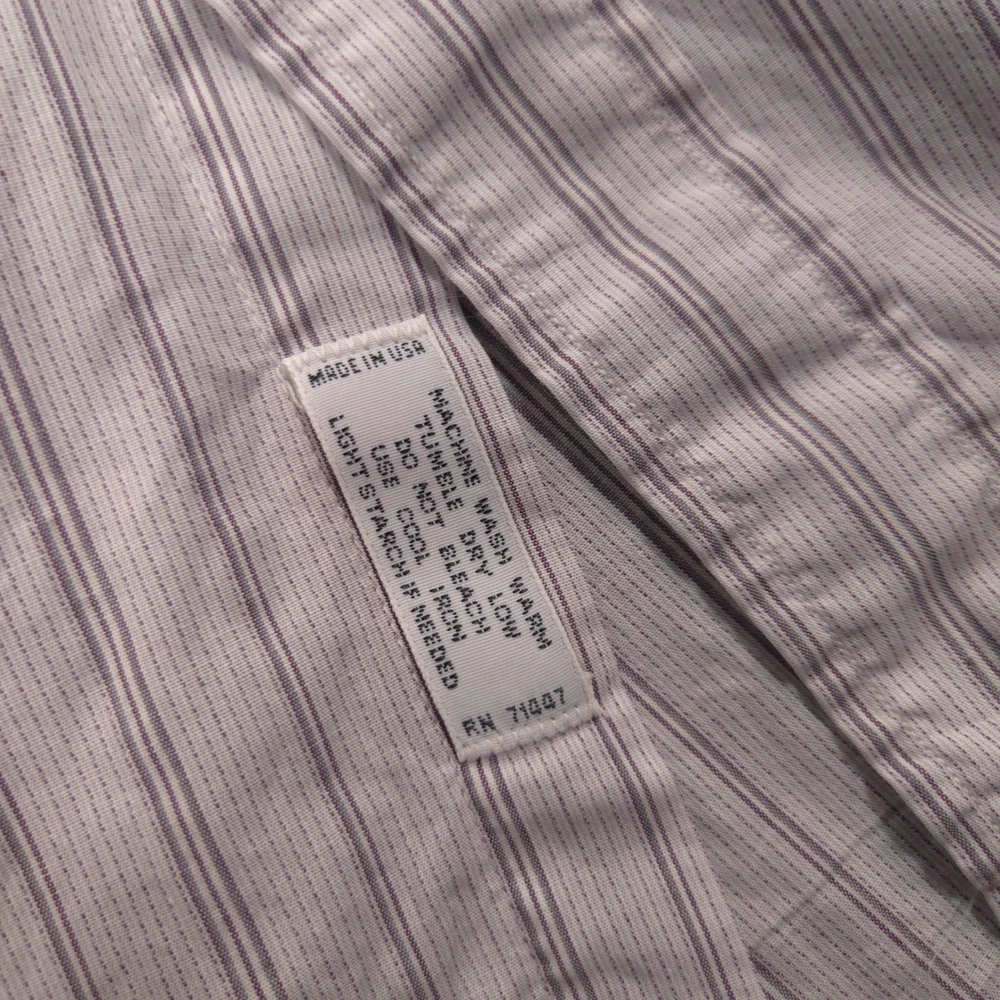 MADE IN USA
MACHINE WASH WARM
TUMBLE DRY LOW
DO NOT BLEACH
USE COOL IRON
LIGHT STARCH IF NEEDED
RN 71447